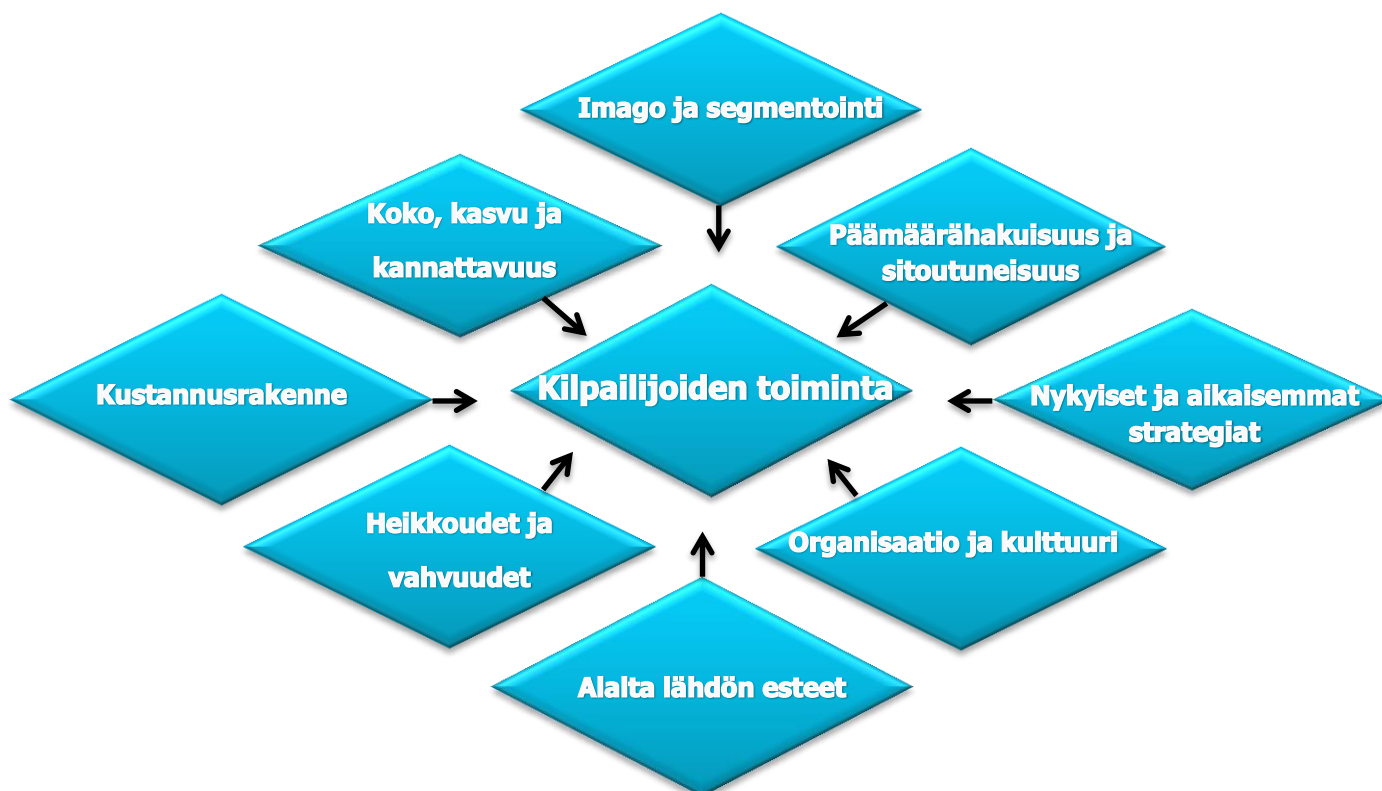 Imago ja segmentointi
Koko, kasvu ja
kannattavuus
Päämäärähakuisuus ja
sitoutuneisuus
Kustannusrakenne
Kilpailijoiden toiminta
Nykyiset ja aikaisemmat
strategiat
Heikkoudet ja
vahvuudet
Organisaatio ja kulttuuri
Alalta lähdön esteet